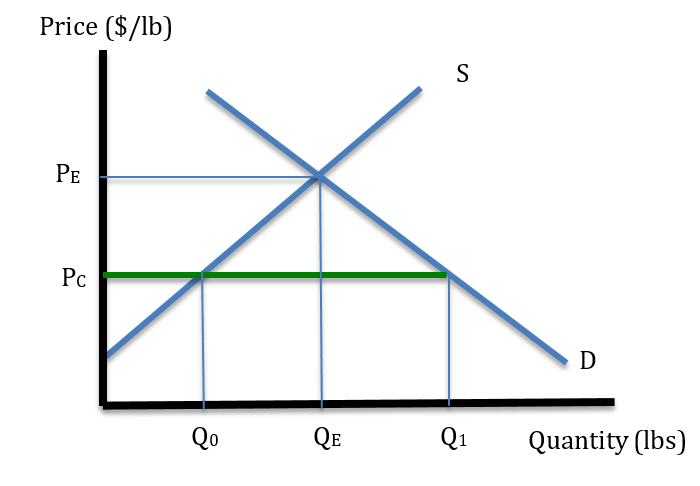 Price ($/lb)
S
PE
PC
D
Q0
QE
Q1
Quantity (lbs)